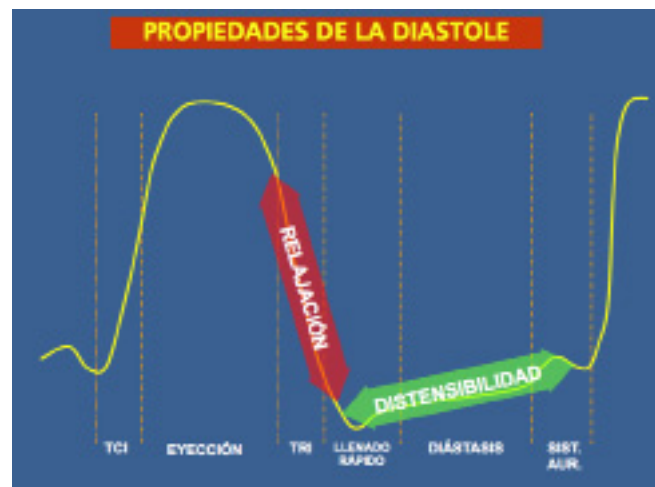 PROPIEDADES DE LA DIASTOLE
RELAJACIÓN
DISTENSIBILIDAD
TCI
EYECCIÓN
TRI
LLENADO
RÁPIDO
DIÁSTASIS
SIST.
AUR.